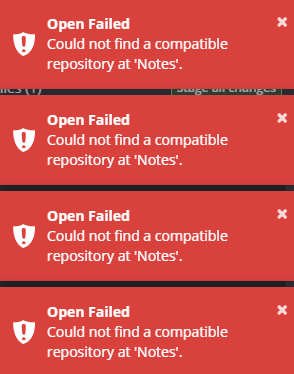 Open Failed
Could not find a compatible
repository at 'Notes'.
Stage all changes
Open Failed
Could not find a compatible
repository at 'Notes'.
Open Failed
Could not find a compatible
repository at 'Notes'.
Open Failed
Could not find a compatible
repository at 'Notes'.